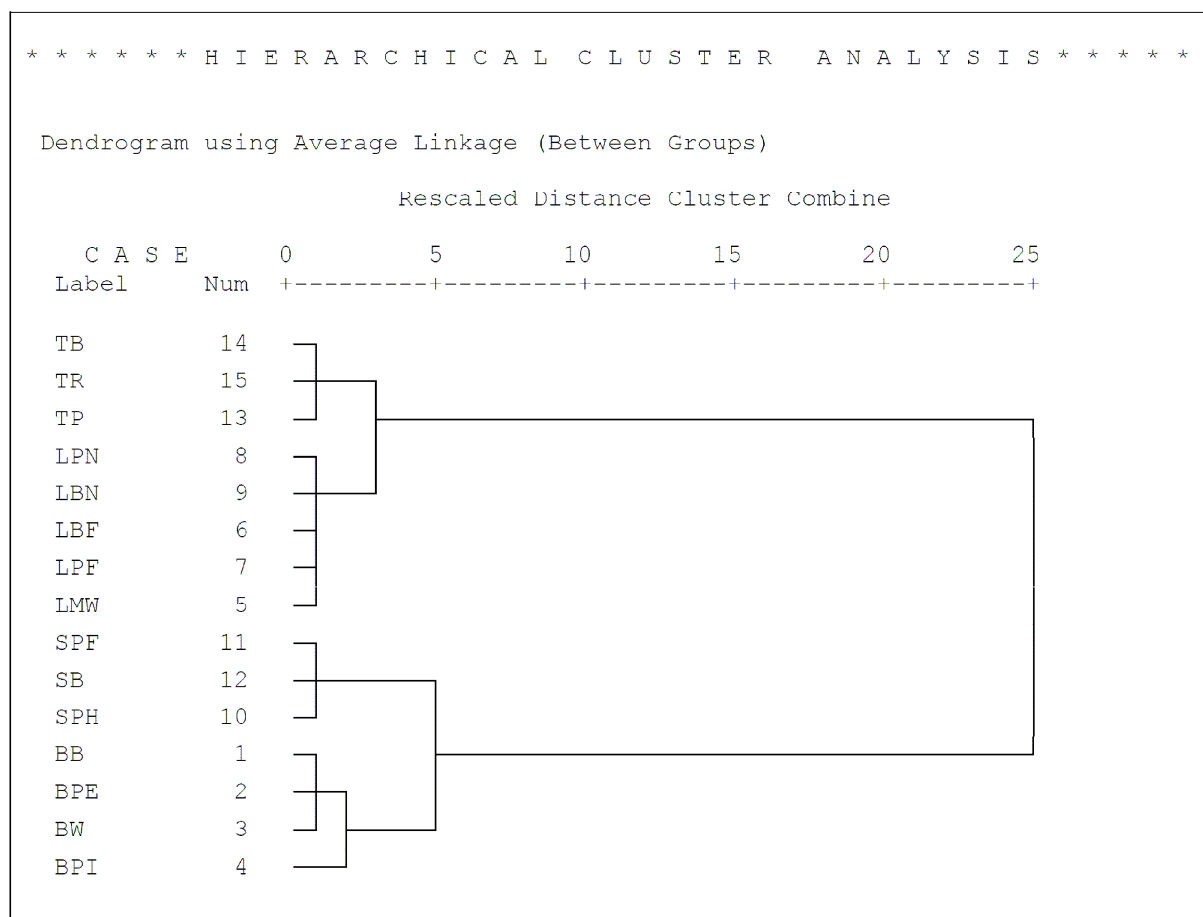 * * * * * * H I E R A R C H I C A L   C L U S T E R   A N A L Y S I S * * * * *
Dendrogram using Average Linkage (Between Groups)
Rescaled Distance Cluster Combine
C A S E 0 5 10 15 20 25
Label Num +---------+---------+---------+---------+---------+
TB 14
TR 15
TP 13
LPN 8
LBN 9
LBF 6
LPF 7
LMW 5
SPF 11
SB 12
SPH 10
BB 1
BPE 2
BW 3
BPI 4